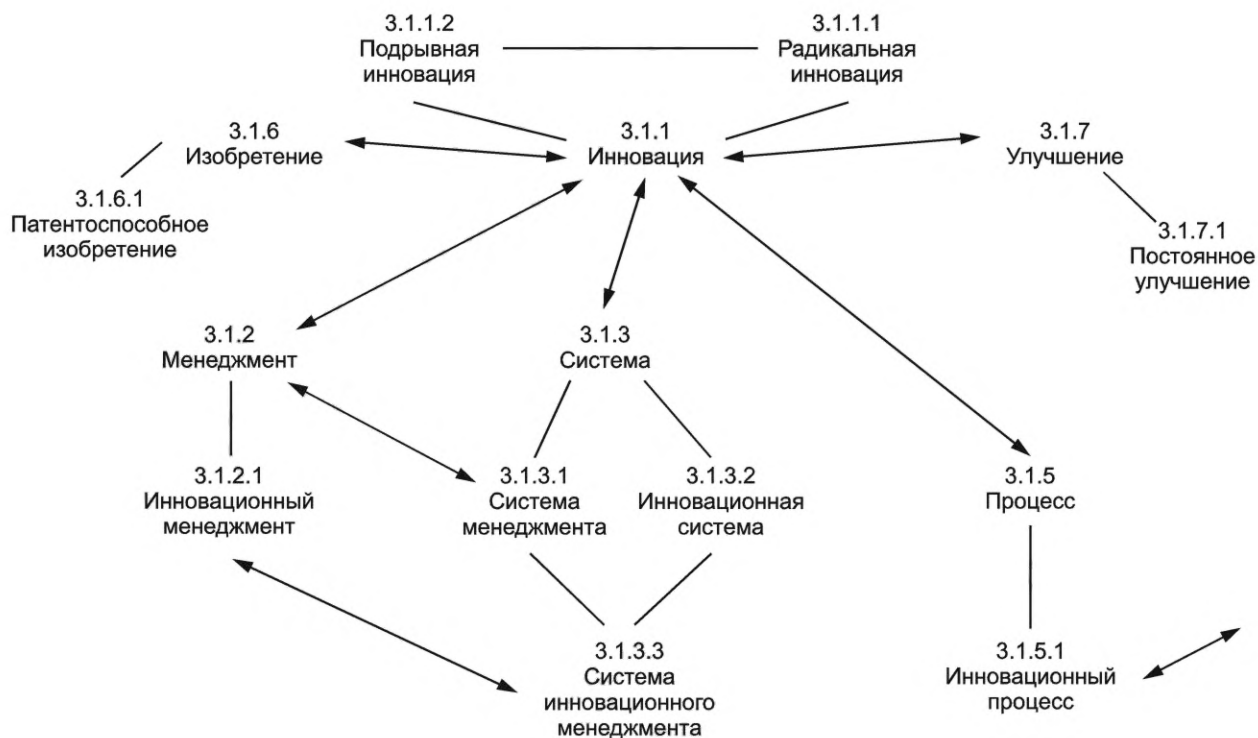 3.1.1.2
Подрывная
инновация
3.1.1.1
Радикальная
инновация
3.1.6
Изобретение
3.1.1
Инновация
3.1.7
Улучшение
3.1.6.1
Патентоспособное
изобретение
3.1.7.1
Постоянное
улучшение
3.1.2
Менеджмент
3.1.3
Система
3.1.2.1
Инновационный
менеджмент
3.1.3.1
Система
менеджмента
3.1.3.2
Инновационная
система
3.1.5
Процесс
3.1.3.3
Система
инновационного
менеджмента
3.1.5.1
Инновационный
процесс